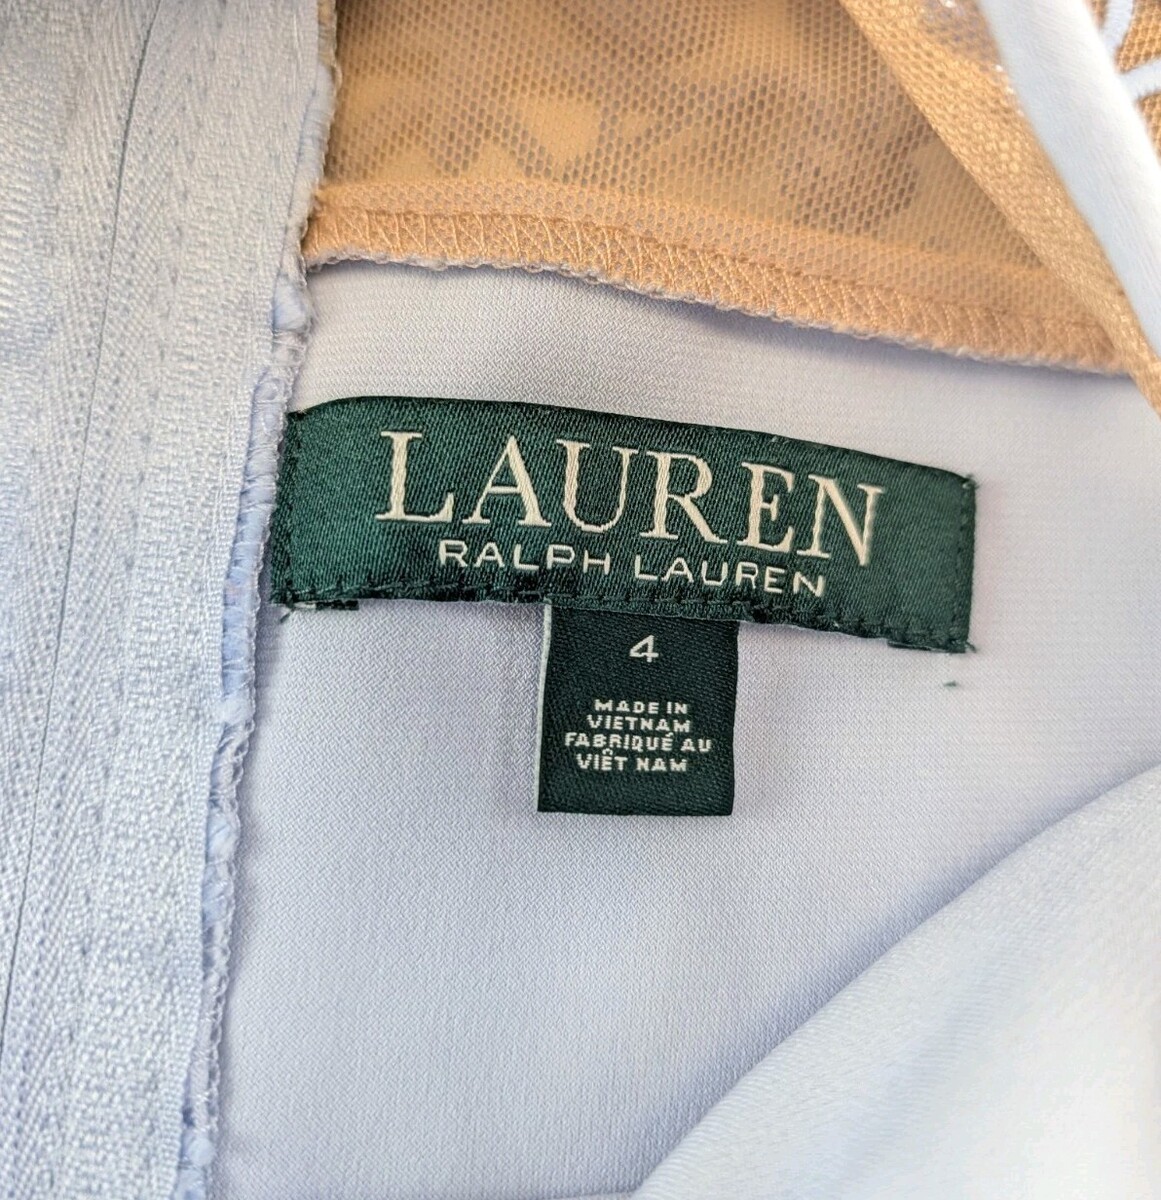 LAUREN
RALPH LAUREN
4
MADE IN
VIETNAM
FABRIQUÉ AU
VIÊT NAM